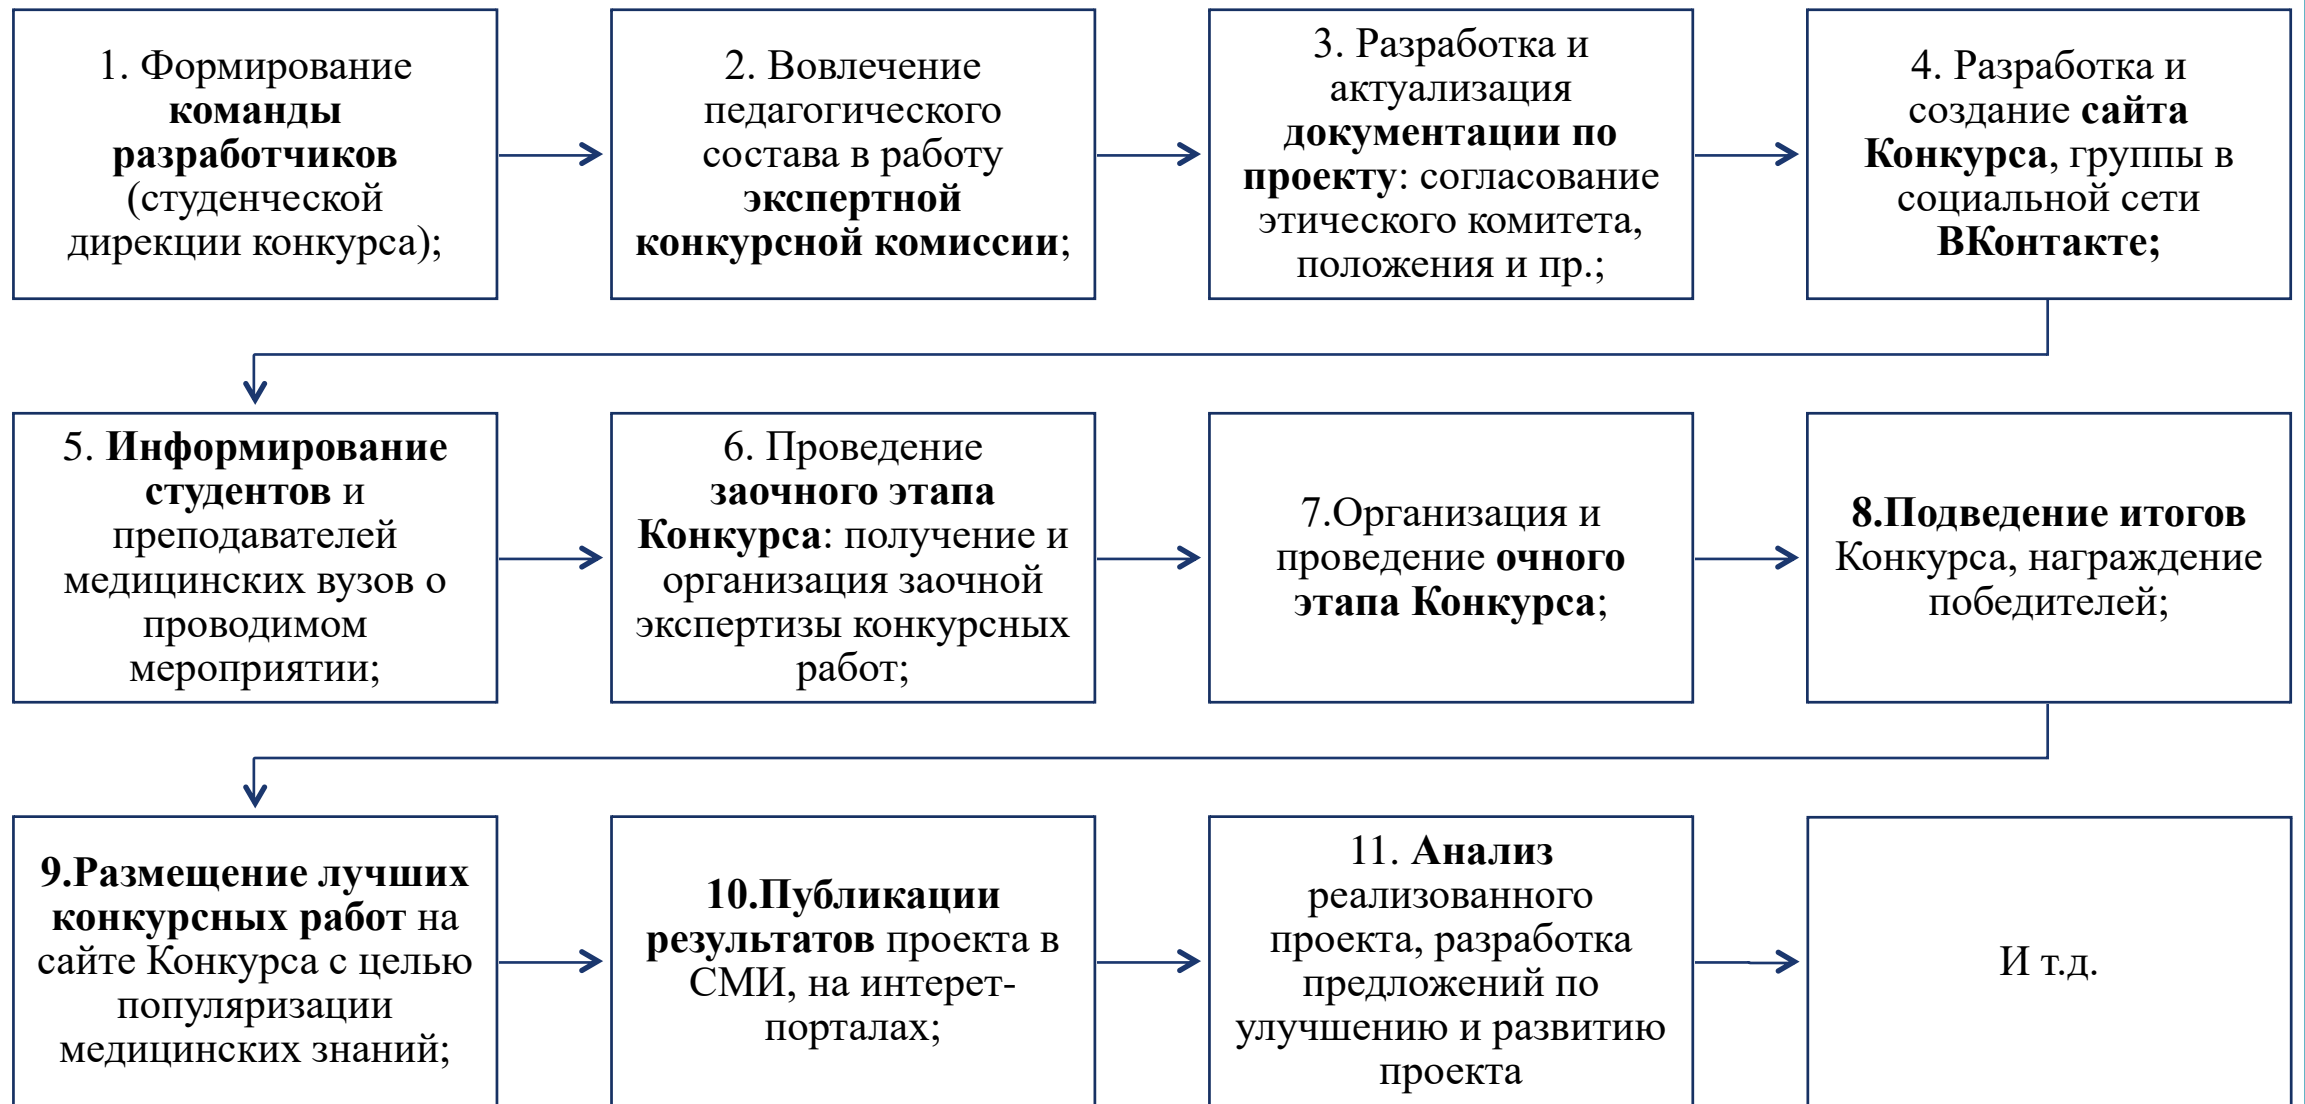 1. Формирование
команды
разработчиков
(студенческой
дирекции конкурса);
2. Вовлечение
педагогического
состава в работу
экспертной
конкурсной комиссии;
3. Разработка и
актуализация
документации по
проекту: согласование
этического комитета,
положения и пр.;
4. Разработка и
создание сайта
Конкурса, группы в
социальной сети
ВКонтакте;
5. Информирование
студентов и
преподавателей
медицинских вузов о
проводимом
мероприятии;
6. Проведение
заочного этапа
Конкурса: получение и
организация заочной
экспертизы конкурсных
работ;
7.Организация и
проведение очного
этапа Конкурса;
8.Подведение итогов
Конкурса, награждение
победителей;
9.Размещение лучших
конкурсных работ на
сайте Конкурса с целью
популяризации
медицинских знаний;
10.Публикации
результатов проекта в
СМИ, на интерет-
порталах;
11. Анализ
реализованного
проекта, разработка
предложений по
улучшению и развитию
проекта
И т.д.